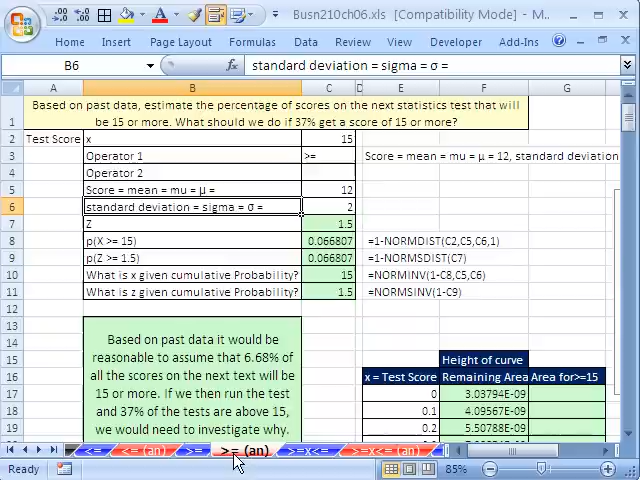 Busn210ch06.xls [Compatibility Mode] - M...
Home Insert Page Layout Formulas Data Review View Developer Add-Ins
B6 fx standard deviation = sigma = σ =
A B C D E F G
1 Based on past data, estimate the percentage of scores on the next statistics test that will
be 15 or more. What should we do if 37% get a score of 15 or more?
2 Test Score x 15
3 Operator 1 >= Score = mean = mu = µ = 12, standard deviation
4 Operator 2
5 Score = mean = mu = µ = 12
6 standard deviation = sigma = σ = 2
7 Z 1.5
8 p(X >= 15) 0.066807 =1-NORMDIST(C2,C5,C6,1)
9 p(Z >= 1.5) 0.066807 =1-NORMSDIST(C7)
10 What is x given cumulative Probability? 15 =NORMINV(1-C8,C5,C6)
11 What is z given cumulative Probability? 1.5 =NORMSINV(1-C9)
12
13
14 Based on past data it would be
15 reasonable to assume that 6.68% of Height of curve
16 all the scores on the next text will be x = Test Score Remaining Area Area for>=15
17 15 or more. If we then run the test 0 3.03794E-09
18 and 37% of the tests are above 15, 0.1 4.09567E-09
19 we would need to investigate why. 0.2 5.50788E-09
<= <= (an) >= >= (an) >=x<= >=x<= (an)
Ready 85%